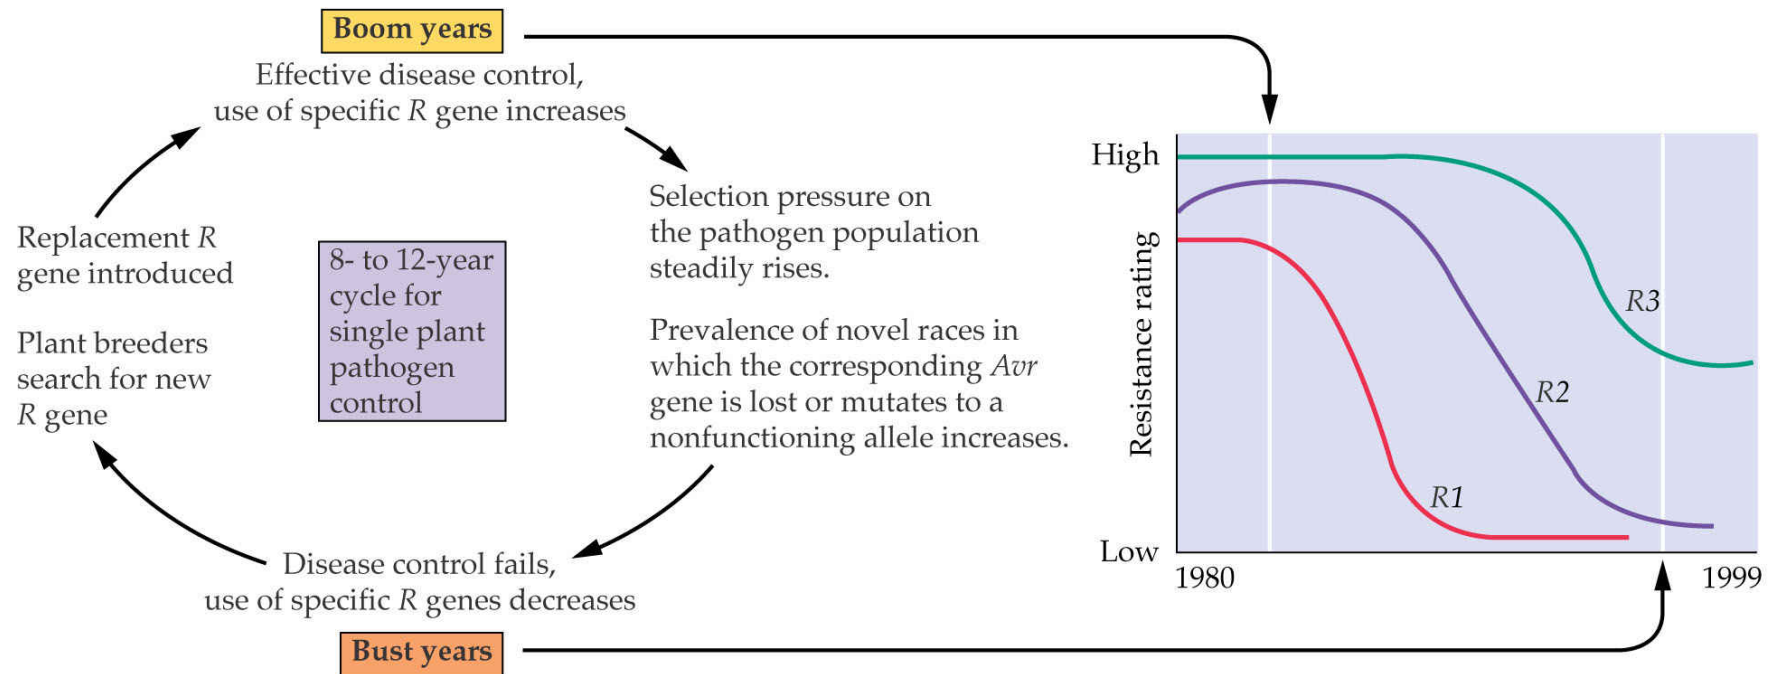 Boom years
Effective disease control,
use of specific R gene increases
Selection pressure on
the pathogen population
steadily rises.
Prevalence of novel races in
which the corresponding Avr
gene is lost or mutates to a
nonfunctioning allele increases.
Disease control fails,
use of specific R genes decreases
Bust years
Plant breeders
search for new
R gene
Replacement R
gene introduced
8- to 12-year
cycle for
single plant
pathogen
control
High
Resistance rating
Low
1980
1999
R3
R2
R1